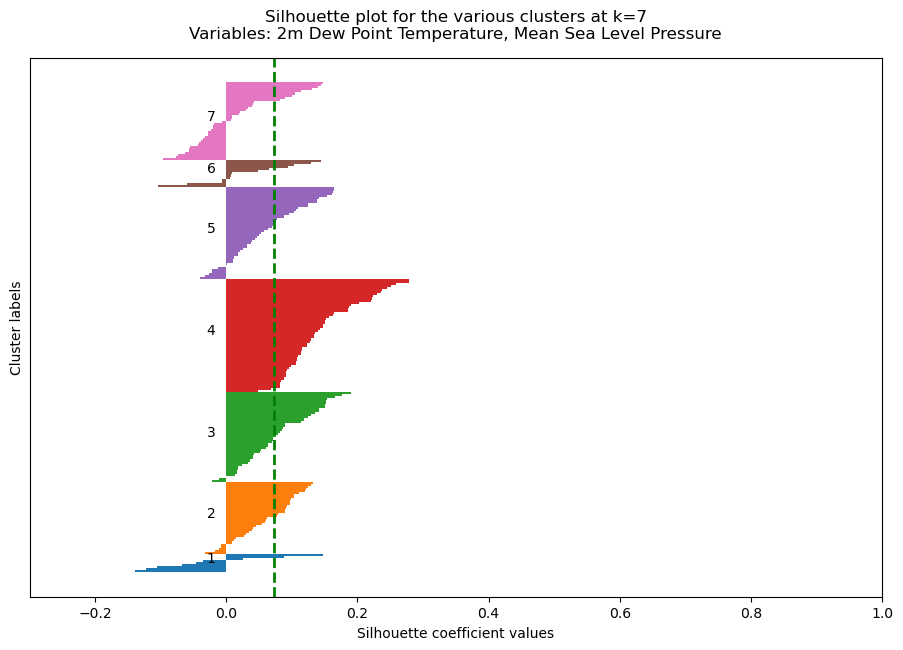 Silhouette plot for the various clusters at k=7
Variables: 2m Dew Point Temperature, Mean Sea Level Pressure
Cluster labels
7
6
5
4
3
2
1
−0.2 0.0 0.2 0.4 0.6 0.8 1.0
Silhouette coefficient values